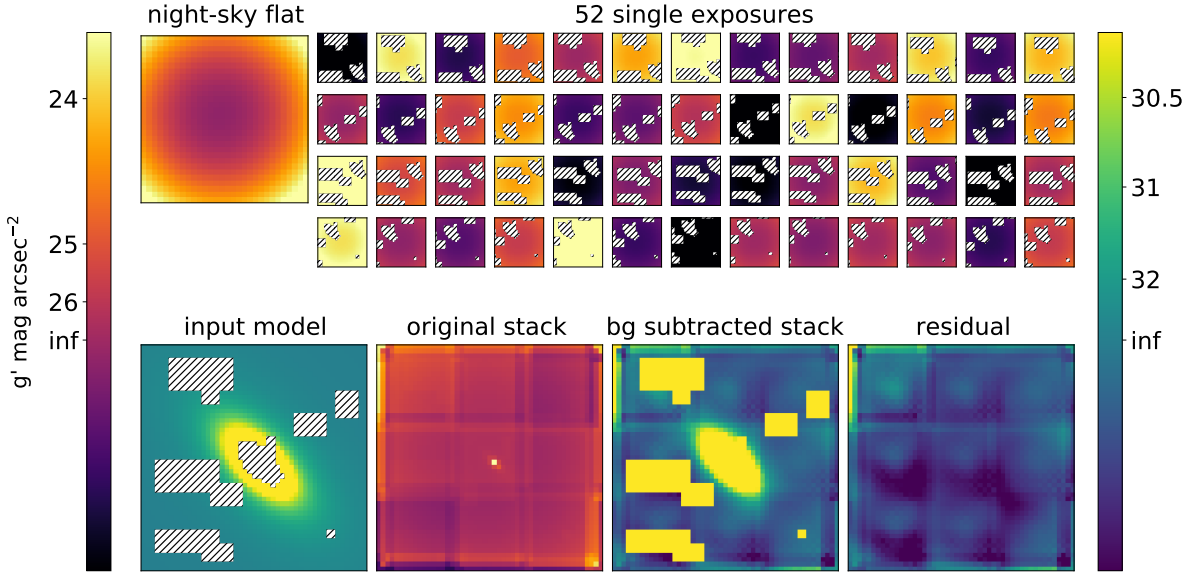 night-sky flat
52 single exposures
24
25
26
inf
g' mag arcsec⁻²
30.5
31
32
inf
input model
original stack
bg subtracted stack
residual